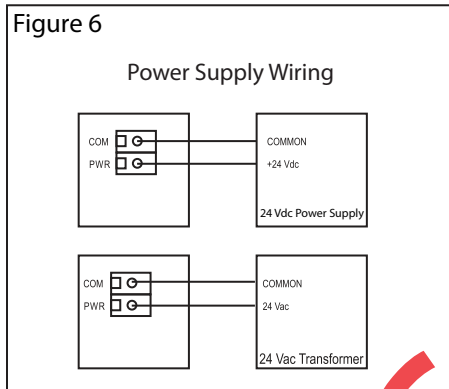 Figure 6
Power Supply Wiring
COM
COMMON
PWR
+24 Vdc
24 Vdc Power Supply
COM
COMMON
PWR
24 Vac
24 Vac Transformer